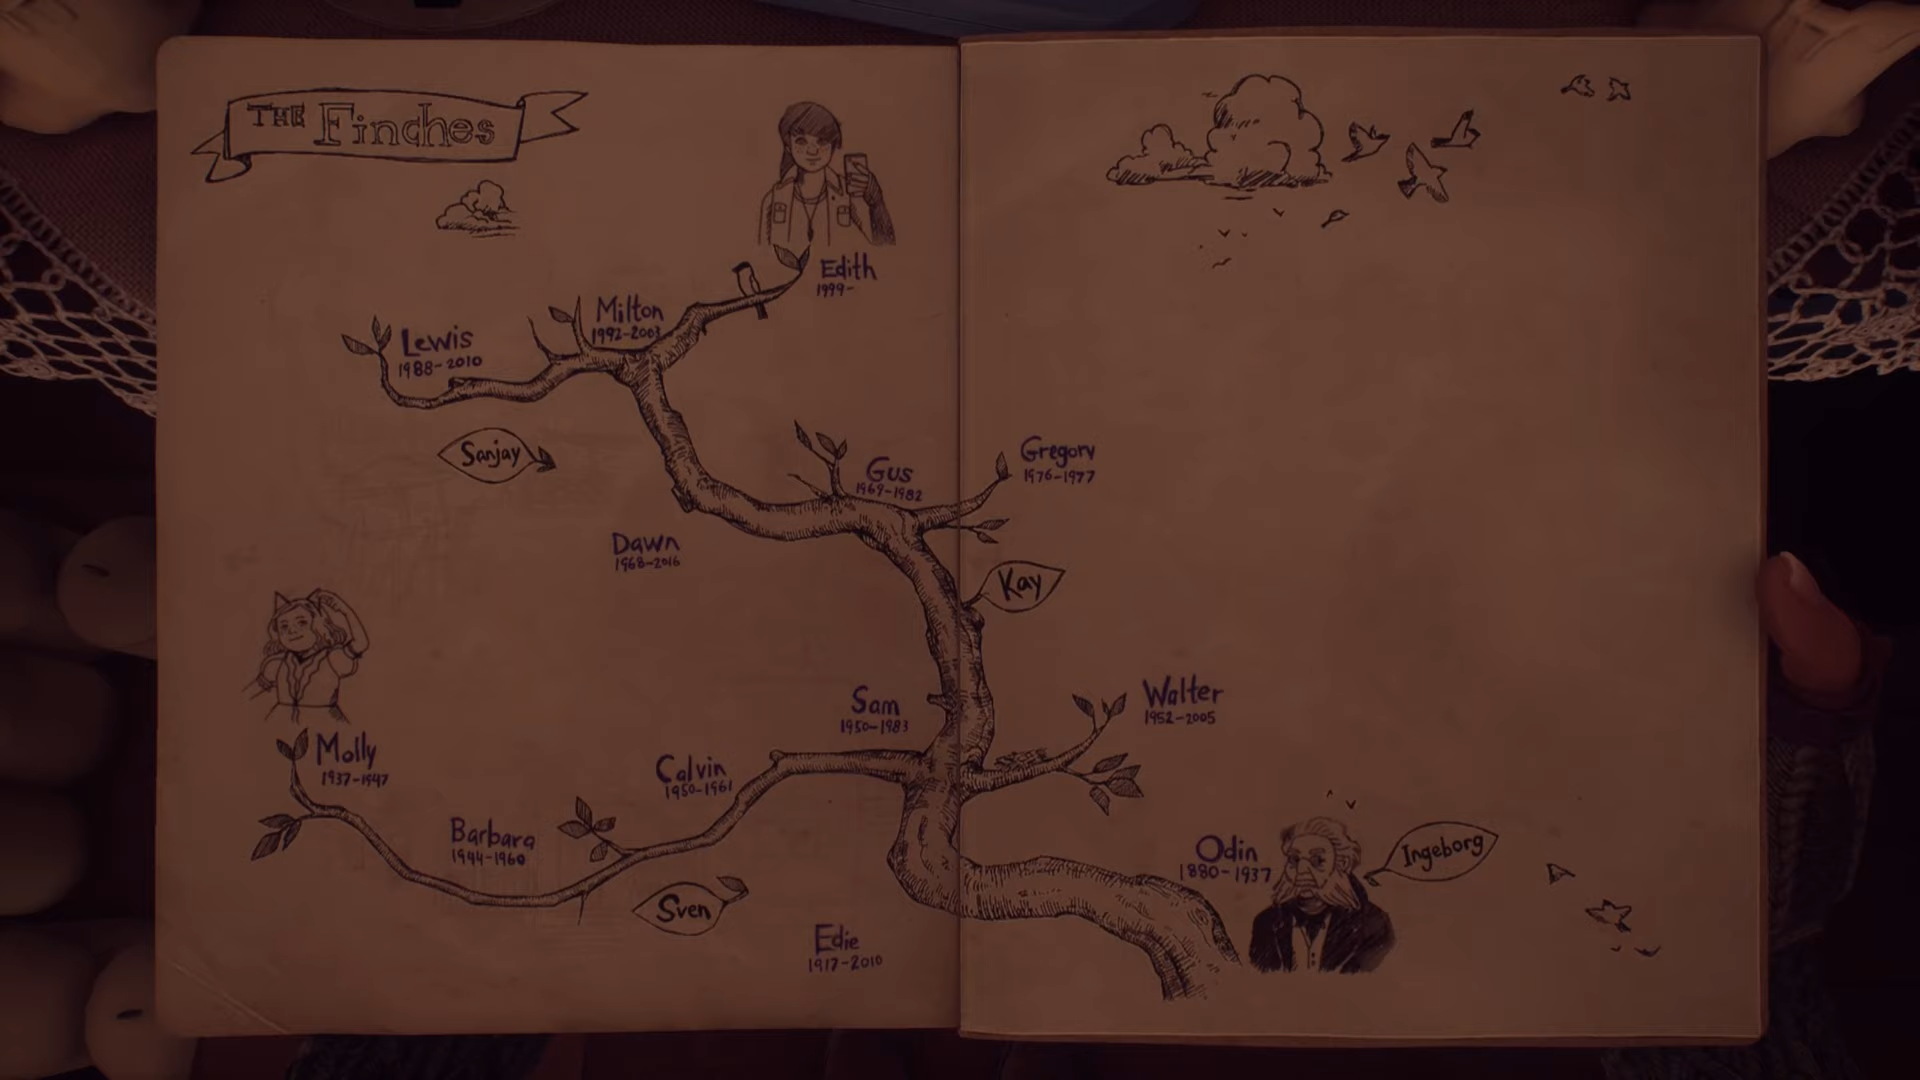 THE Finches
Edith
1999-
Milton
1992-2003
Lewis
1988-2010
Sanjay
Gregory
1976-1977
Gus
1969-1982
Dawn
1968-2016
Kay
Sam
1950-1983
Walter
1952-2005
Molly
1937-1947
Calvin
1950-1961
Barbara
1944-1960
Sven
Odin
1880-1937
Ingeborg
Edie
1917-2010